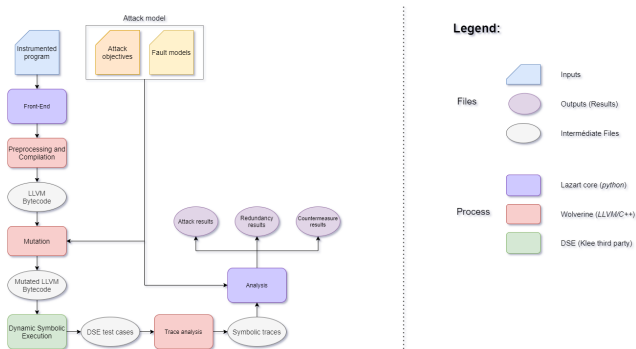 Attack model
Instrumented
program
Attack
objectives
Fault models
Front-End
Preprocessing and
Compilation
LLVM
Bytecode
Mutation
Mutated LLVM
Bytecode
Dynamic Symbolic
Execution
DSE test cases
Trace analysis
Symbolic traces
Analysis
Attack results
Redundancy
results
Countermeasure
results
Legend:
Files
Inputs
Outputs (Results)
Intermédiate Files
Process
Lazart core (python)
Wolverine (LLVM/C++)
DSE (Klee third party)